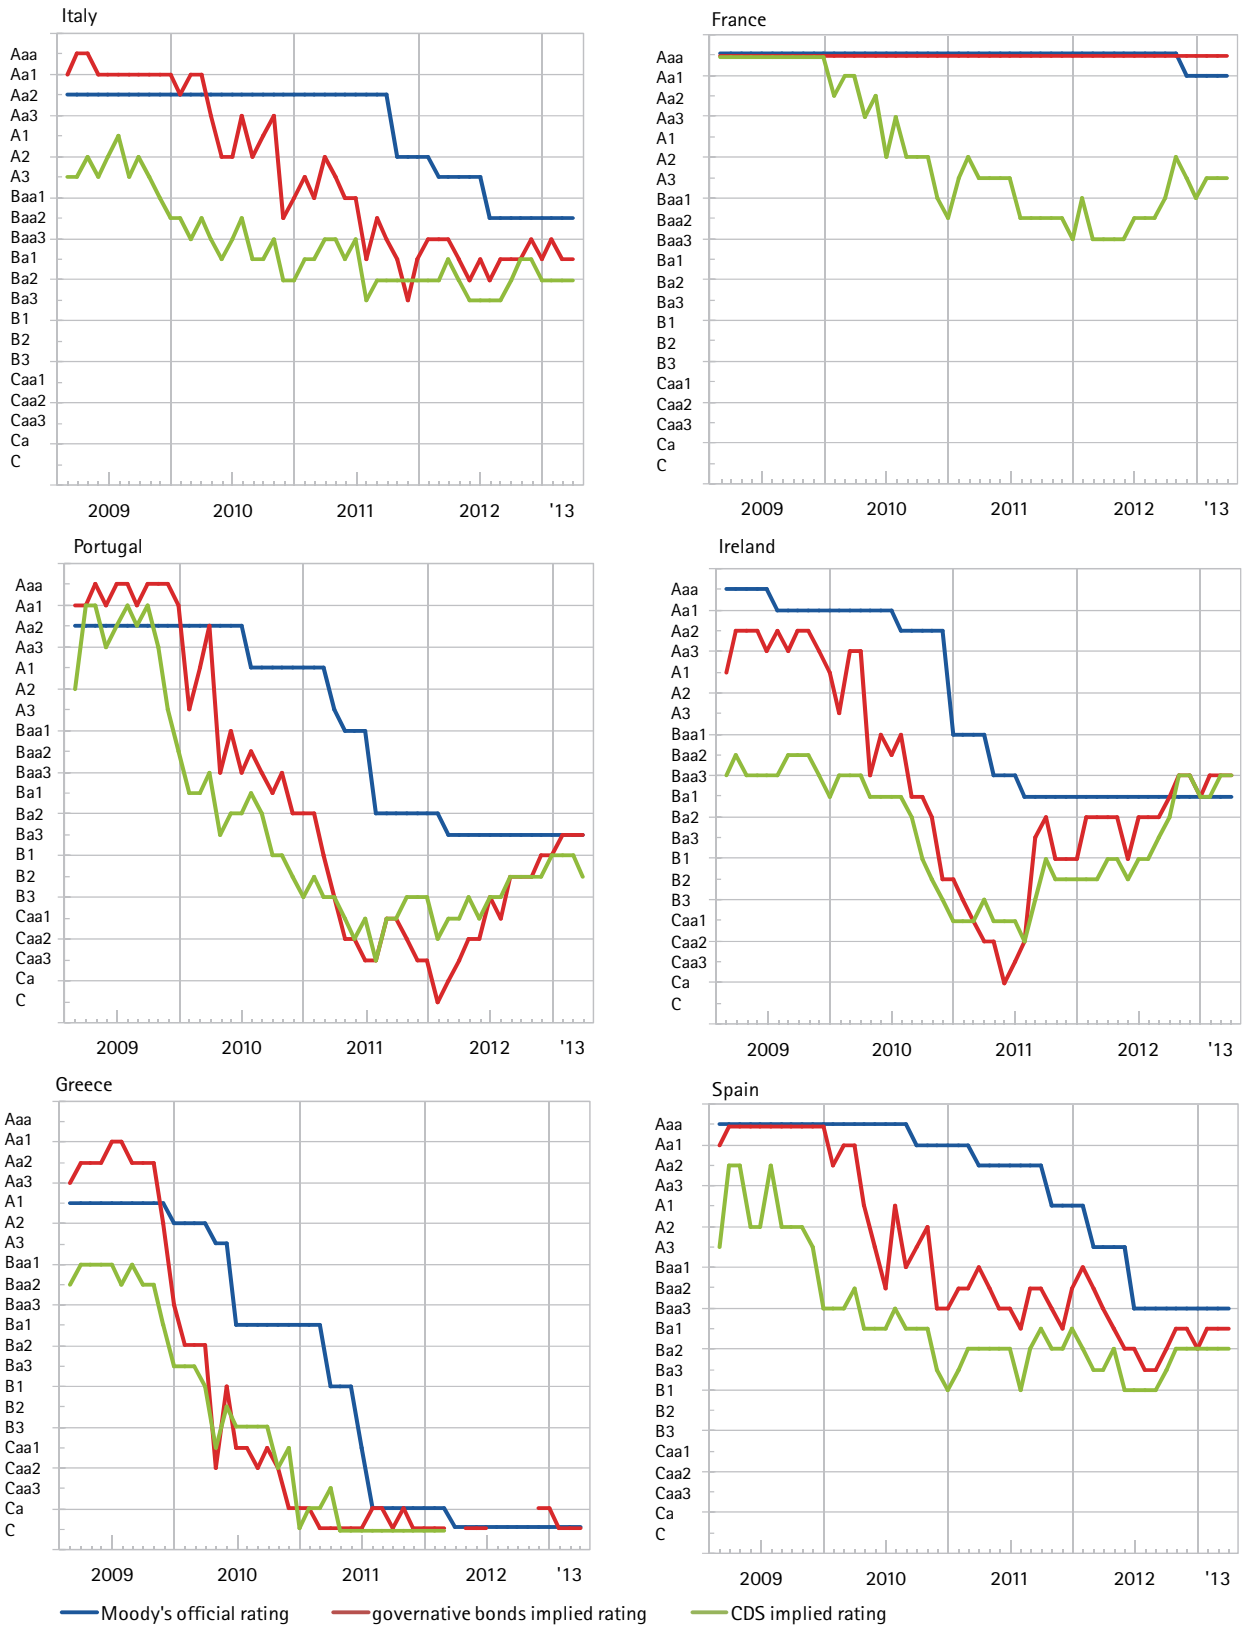 Italy
Aaa
Aa1
Aa2
Aa3
A1
A2
A3
Baa1
Baa2
Baa3
Ba1
Ba2
Ba3
B1
B2
B3
Caa1
Caa2
Caa3
Ca
C
2009 2010 2011 2012 '13
France
Aaa
Aa1
Aa2
Aa3
A1
A2
A3
Baa1
Baa2
Baa3
Ba1
Ba2
Ba3
B1
B2
B3
Caa1
Caa2
Caa3
Ca
C
2009 2010 2011 2012 '13
Portugal
Aaa
Aa1
Aa2
Aa3
A1
A2
A3
Baa1
Baa2
Baa3
Ba1
Ba2
Ba3
B1
B2
B3
Caa1
Caa2
Caa3
Ca
C
2009 2010 2011 2012 '13
Ireland
Aaa
Aa1
Aa2
Aa3
A1
A2
A3
Baa1
Baa2
Baa3
Ba1
Ba2
Ba3
B1
B2
B3
Caa1
Caa2
Caa3
Ca
C
2009 2010 2011 2012 '13
Greece
Aaa
Aa1
Aa2
Aa3
A1
A2
A3
Baa1
Baa2
Baa3
Ba1
Ba2
Ba3
B1
B2
B3
Caa1
Caa2
Caa3
Ca
C
2009 2010 2011 2012 '13
Spain
Aaa
Aa1
Aa2
Aa3
A1
A2
A3
Baa1
Baa2
Baa3
Ba1
Ba2
Ba3
B1
B2
B3
Caa1
Caa2
Caa3
Ca
C
2009 2010 2011 2012 '13
Moody's official rating governative bonds implied rating CDS implied rating